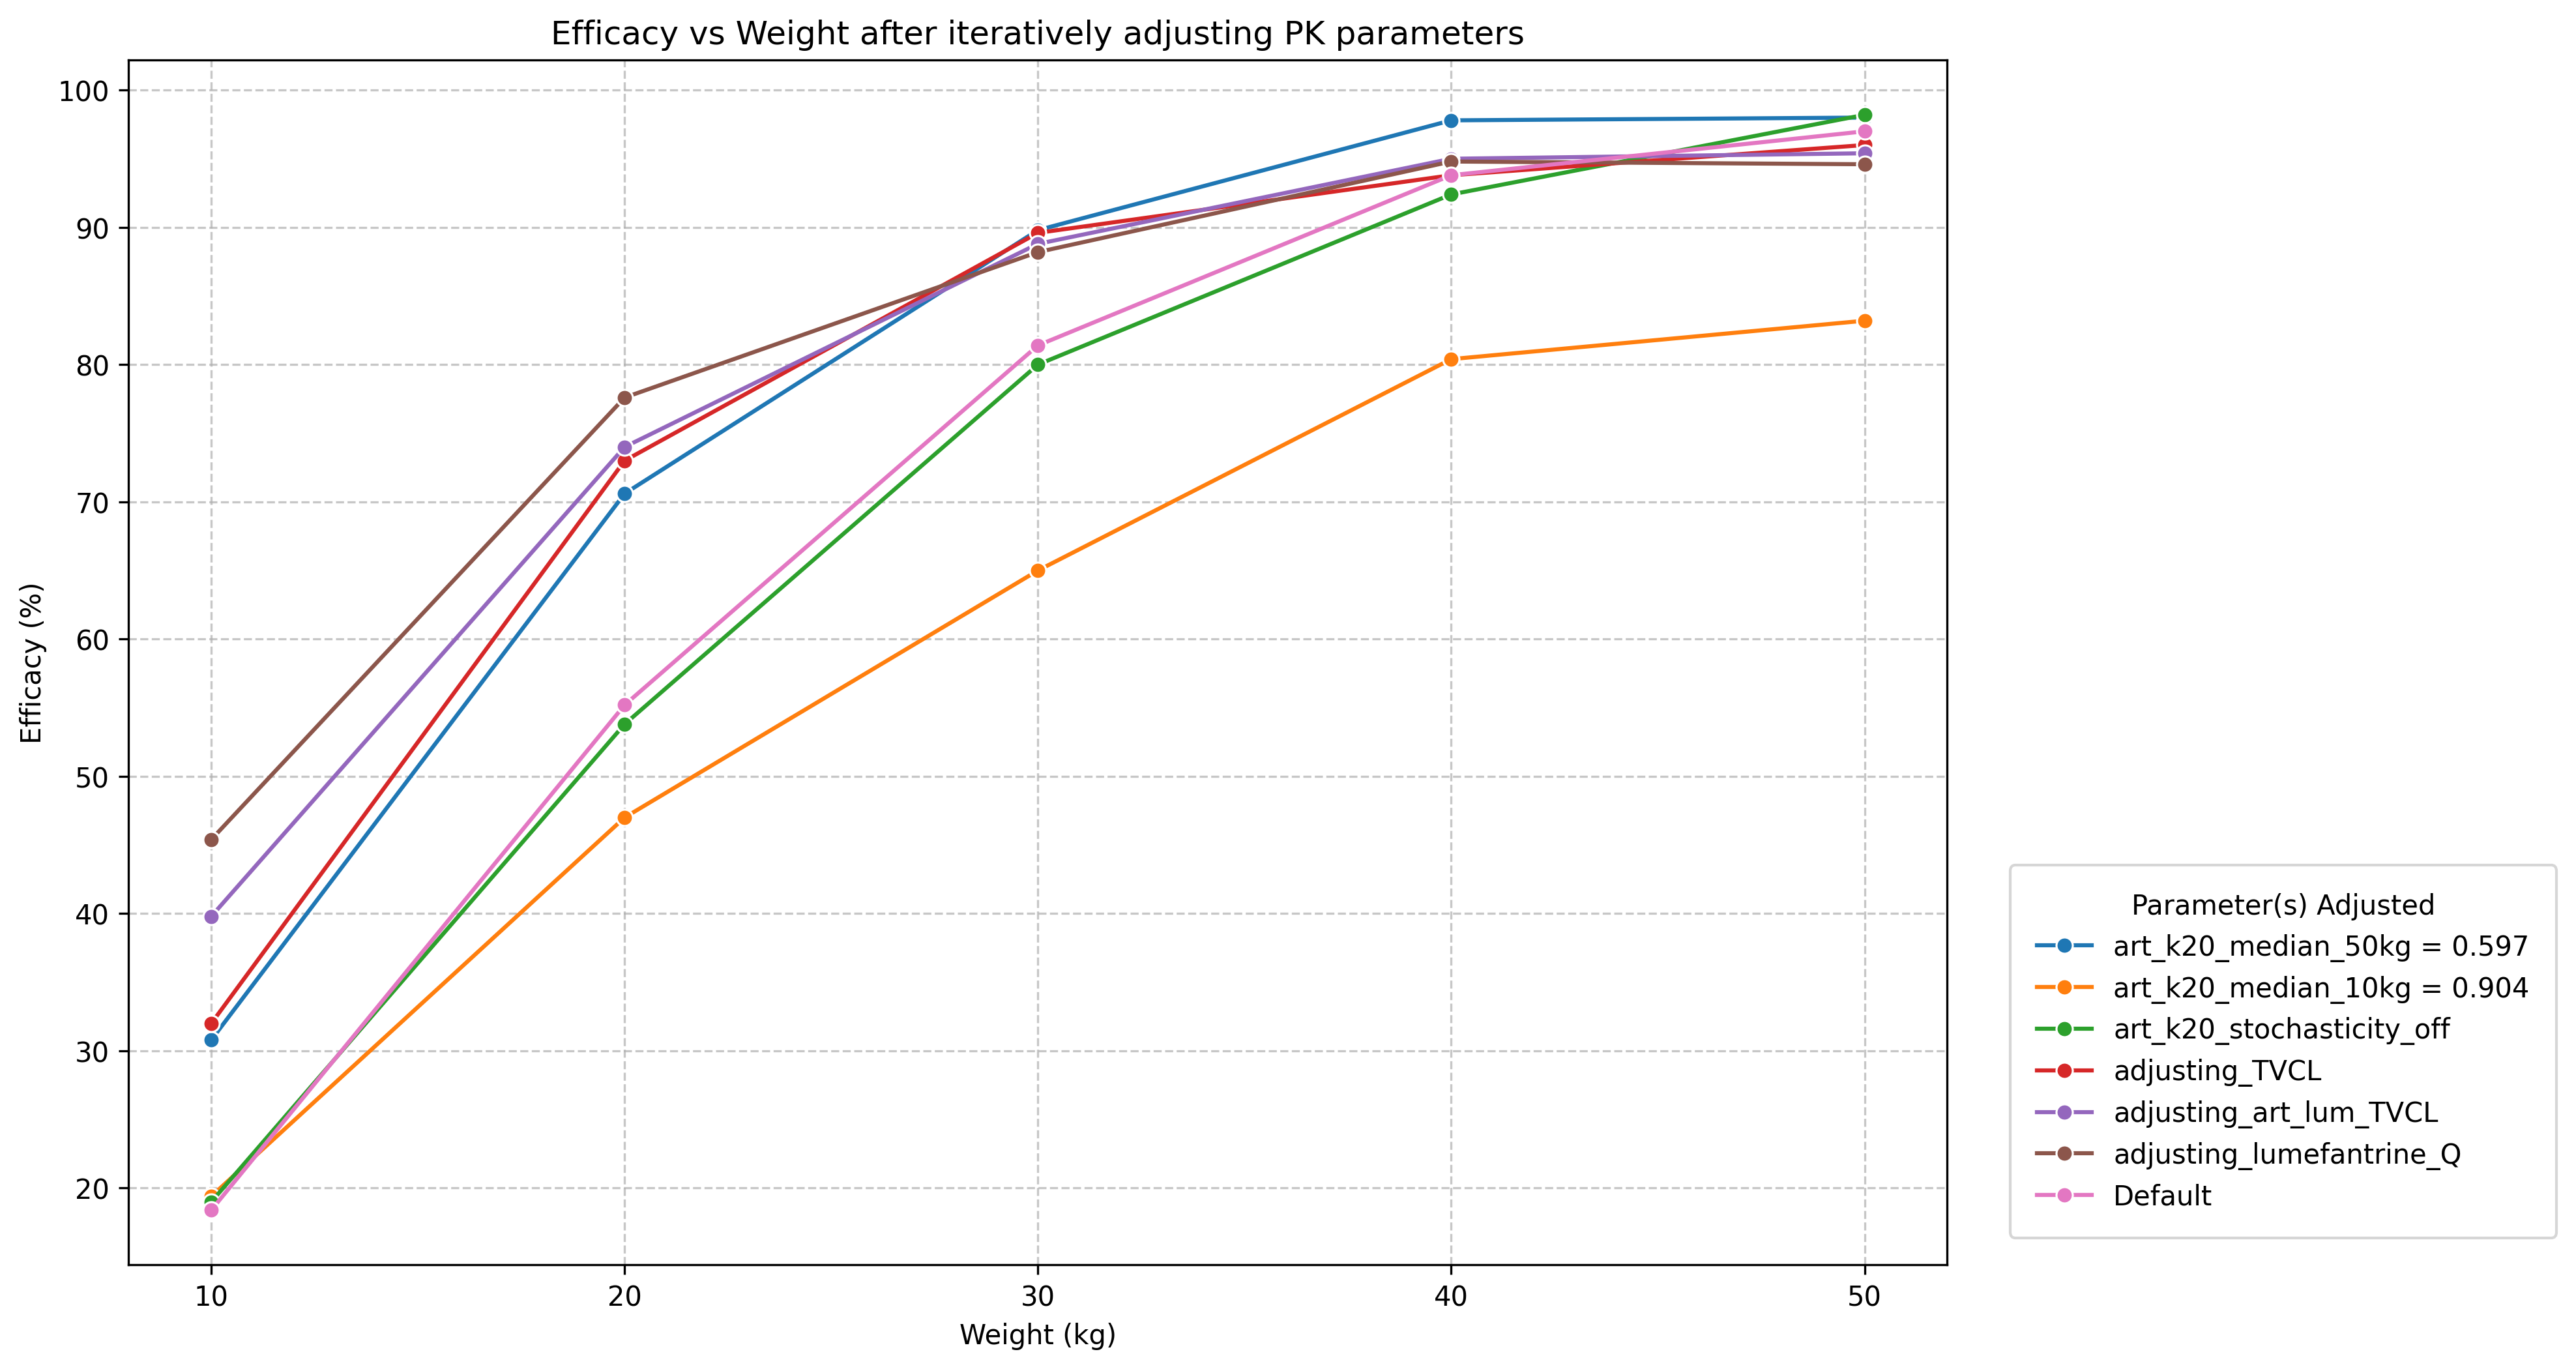 Efficacy vs Weight after iteratively adjusting PK parameters
100
90
80
70
60
50
40
30
20
Efficacy (%)
10 20 30 40 50
Weight (kg)
Parameter(s) Adjusted
art_k20_median_50kg = 0.597
art_k20_median_10kg = 0.904
art_k20_stochasticity_off
adjusting_TVCL
adjusting_art_lum_TVCL
adjusting_lumefantrine_Q
Default